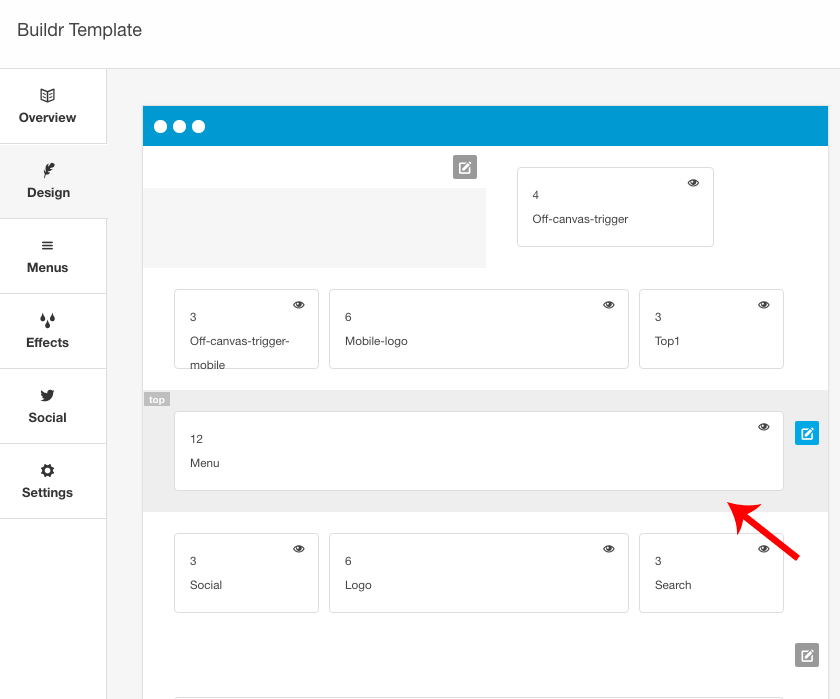 Buildr Template
Overview
Design
Menus
Effects
Social
Settings
4
Off-canvas-trigger
3
Off-canvas-trigger-
mobile
6
Mobile-logo
3
Top1
top
12
Menu
3
Social
6
Logo
3
Search